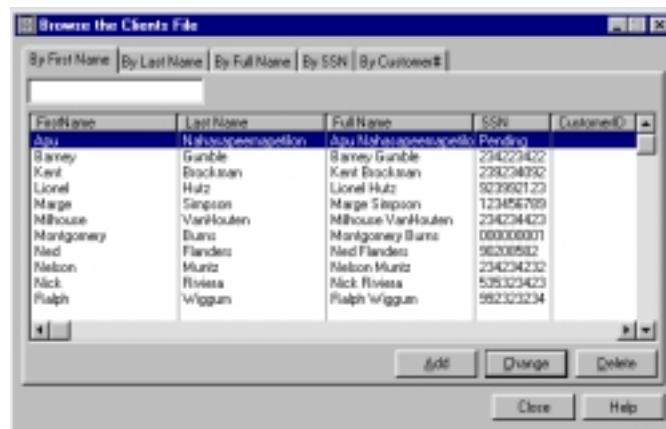 Browse the Clients File
By First Name By Last Name By Full Name By SSN By Customer#
FirstName Last Name Full Name SSN CustomerID
Apu Nahasapeemapetilon Apu Nahasapeemapetilo Pending
Barney Gumble Barney Gumble 234223422
Kent Brockman Kent Brockman 239234092
Lionel Hutz Lionel Hutz 923992123
Marge Simpson Marge Simpson 123456789
Milhouse VanHouten Milhouse VanHouten 234234423
Montgomery Burns Montgomery Burns 000000001
Ned Flanders Ned Flanders 98200582
Nelson Muntz Nelson Muntz 234234232
Nick Riviera Nick Riviera 535323423
Ralph Wiggum Ralph Wiggum 992323234
Add Change Delete
Close Help